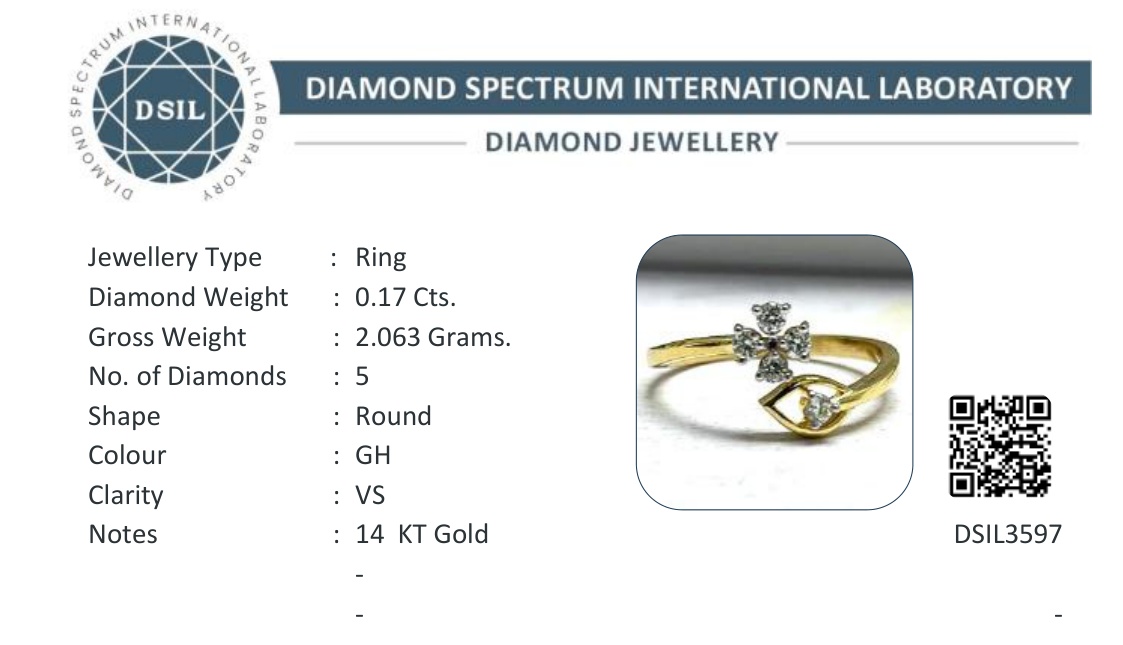 DIAMOND SPECTRUM INTERNATIONAL LABORATORY
DSIL
DIAMOND SPECTRUM INTERNATIONAL LABORATORY
DIAMOND JEWELLERY
Jewellery Type : Ring
Diamond Weight : 0.17 Cts.
Gross Weight : 2.063 Grams.
No. of Diamonds : 5
Shape : Round
Colour : GH
Clarity : VS
Notes : 14 KT Gold
DSIL3597
-
- -